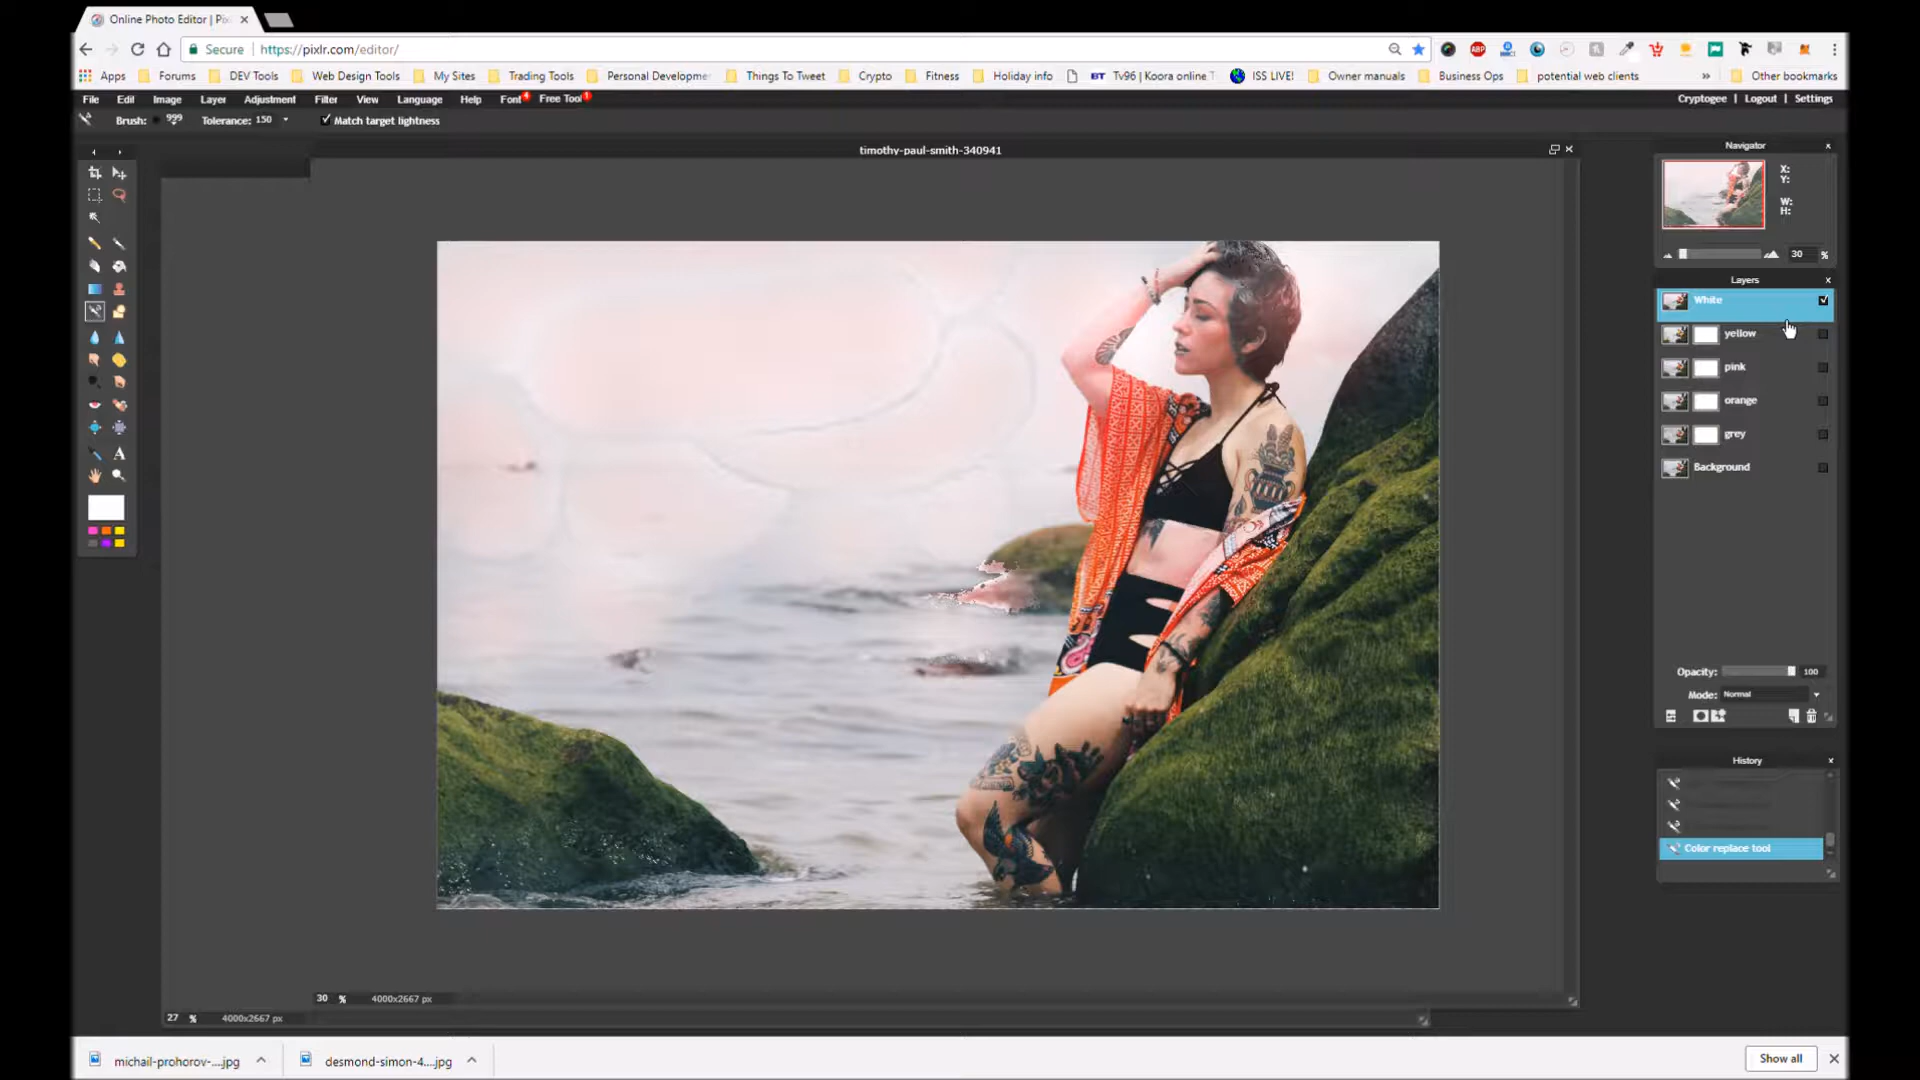 Online Photo Editor | Pix
Secure https://pixlr.com/editor/
Apps Forums DEV Tools Web Design Tools My Sites Trading Tools Personal Developme Things To Tweet Crypto Fitness Holiday info BT Tv96 | Koora online T ISS LIVE! Owner manuals Business Ops potential web clients » Other bookmarks
File Edit Image Layer Adjustment Filter View Language Help Font Free Tool Cryptogee | Logout | Settings
Brush: 999 Tolerance: 150 Match target lightness
timothy-paul-smith-340941
Navigator
X:
Y:
W:
H:
30 %
Layers
White
yellow
pink
orange
grey
Background
Opacity: 100
Mode: Normal
History
Color replace tool
30 % 4000x2667 px
27 % 4000x2667 px
michail-prohorov-....jpg desmond-simon-4....jpg Show all